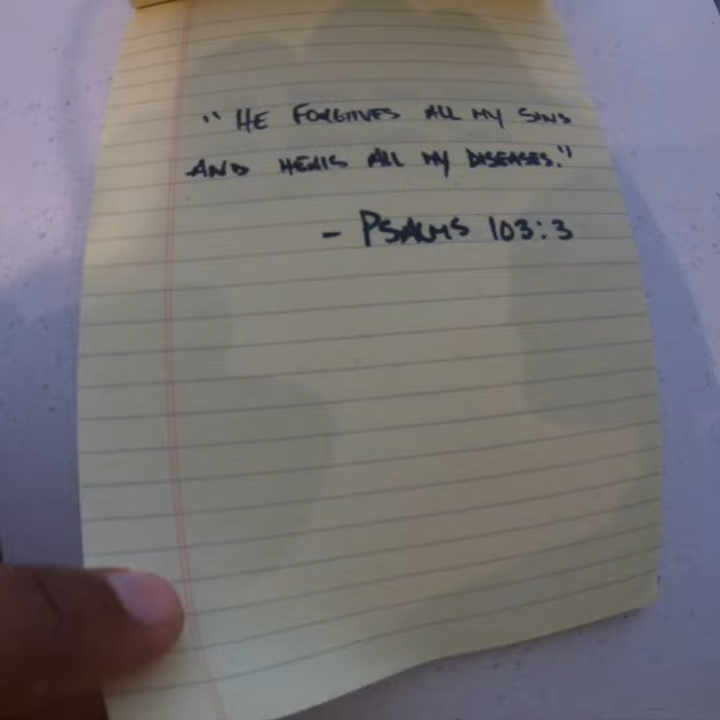 " HE FORGIVES ALL MY SINS
AND HEALS ALL MY DISEASES."
- PSALMS 103:3